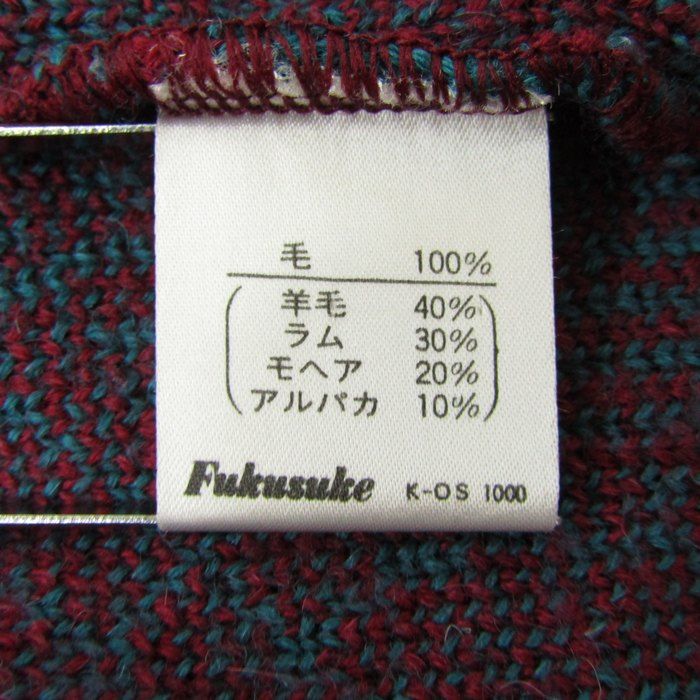 毛 100%
羊毛 40%
ラム 30%
モヘア 20%
アルパカ 10%
Fukusuke K-OS 1000